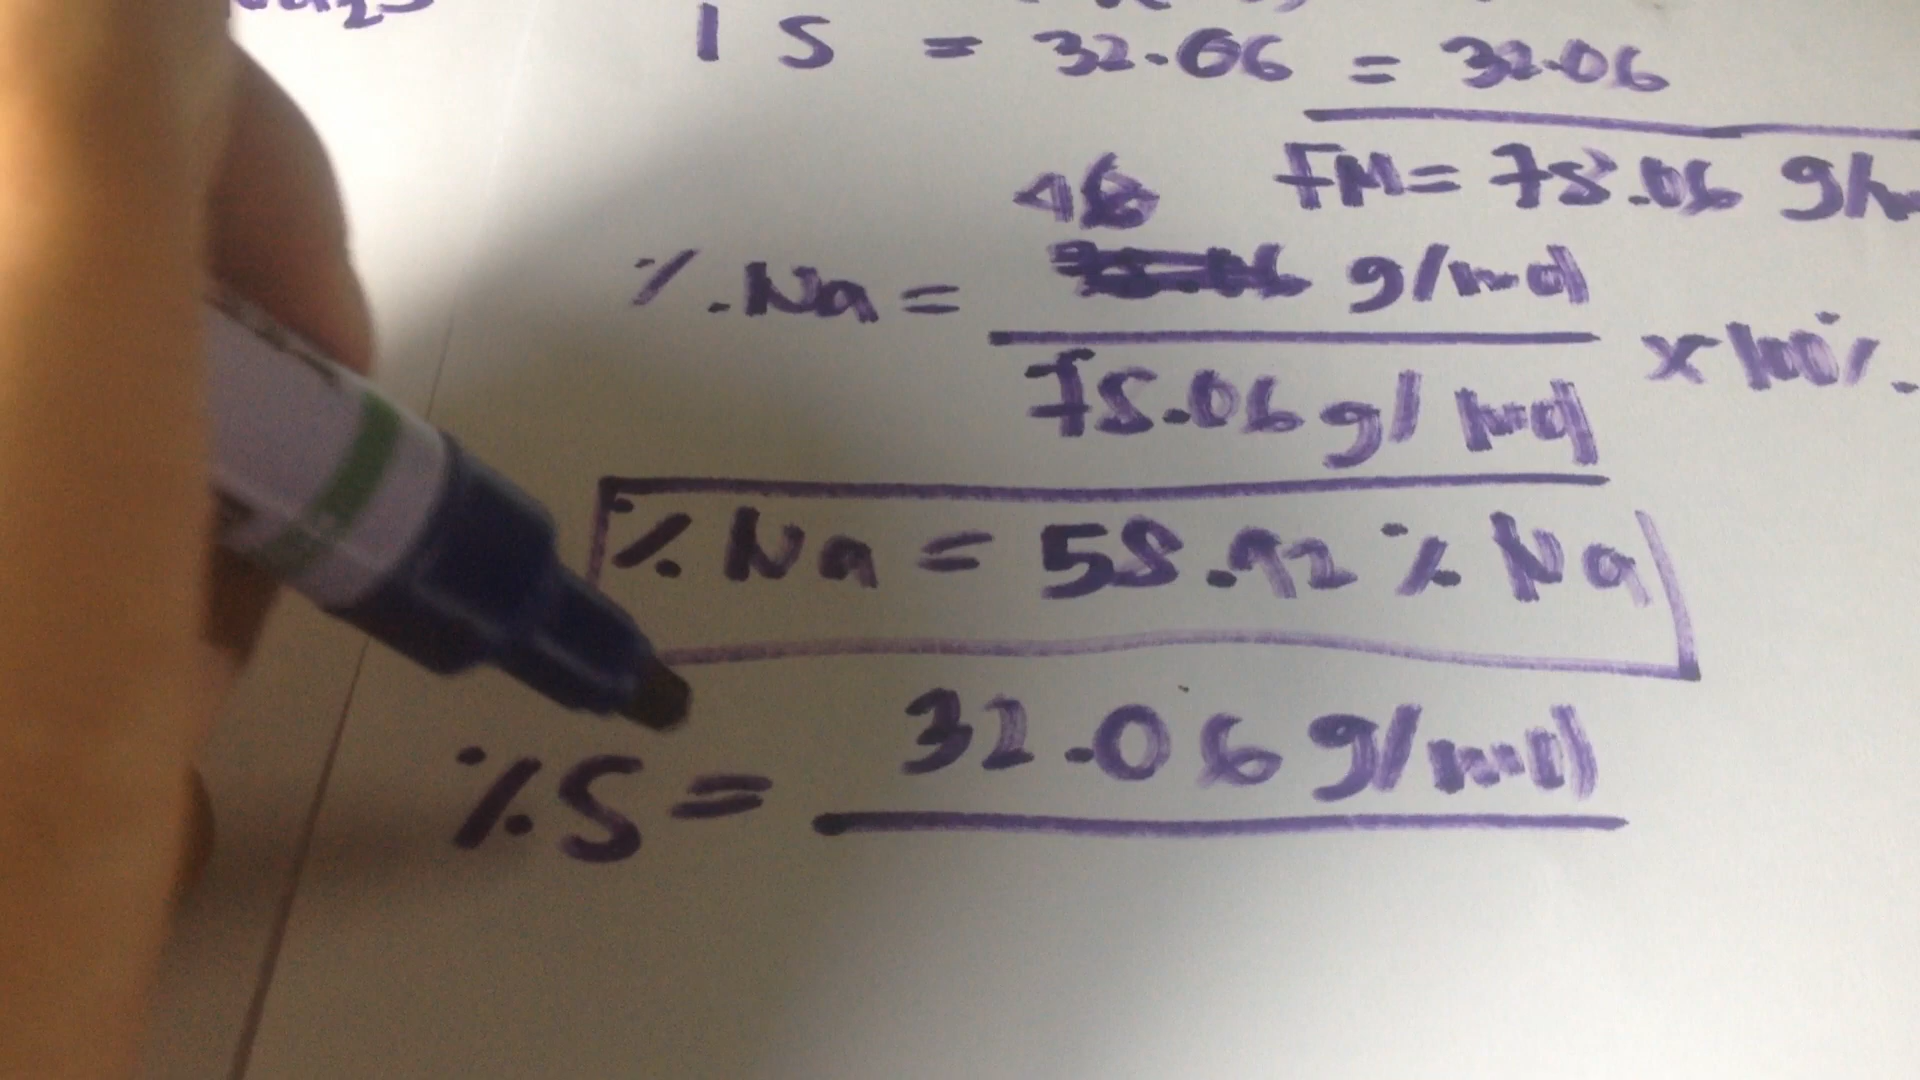 1 S = 32.06 = 32.06
FM = 78.06 g/
46
%.Na = g/mol
x 100%.
78.06 g/mol
%. Na = 58.92 % Na
32.06 g/mol
%S =